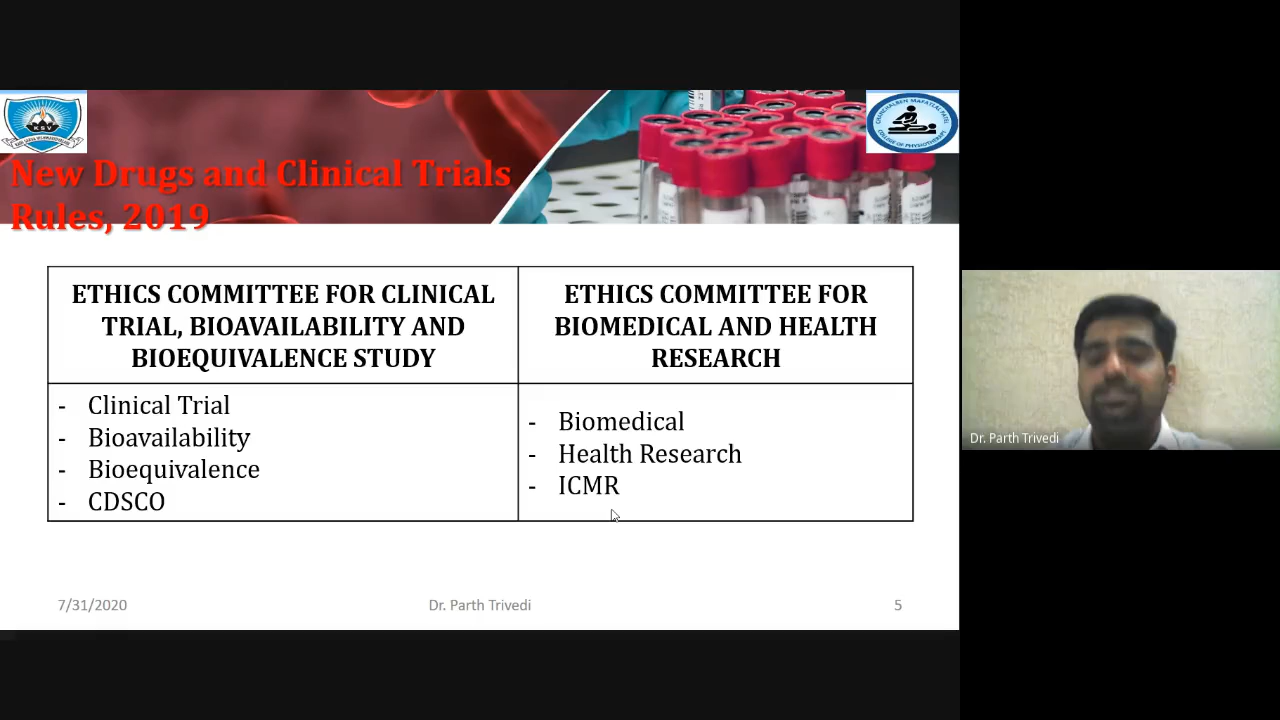 KSV
New Drugs and Clinical Trials
Rules, 2019
ETHICS COMMITTEE FOR CLINICAL
TRIAL, BIOAVAILABILITY AND
BIOEQUIVALENCE STUDY
ETHICS COMMITTEE FOR
BIOMEDICAL AND HEALTH
RESEARCH
- Clinical Trial
- Bioavailability
- Bioequivalence
- CDSCO
- Biomedical
- Health Research
- ICMR
7/31/2020
Dr. Parth Trivedi
5
Dr. Parth Trivedi